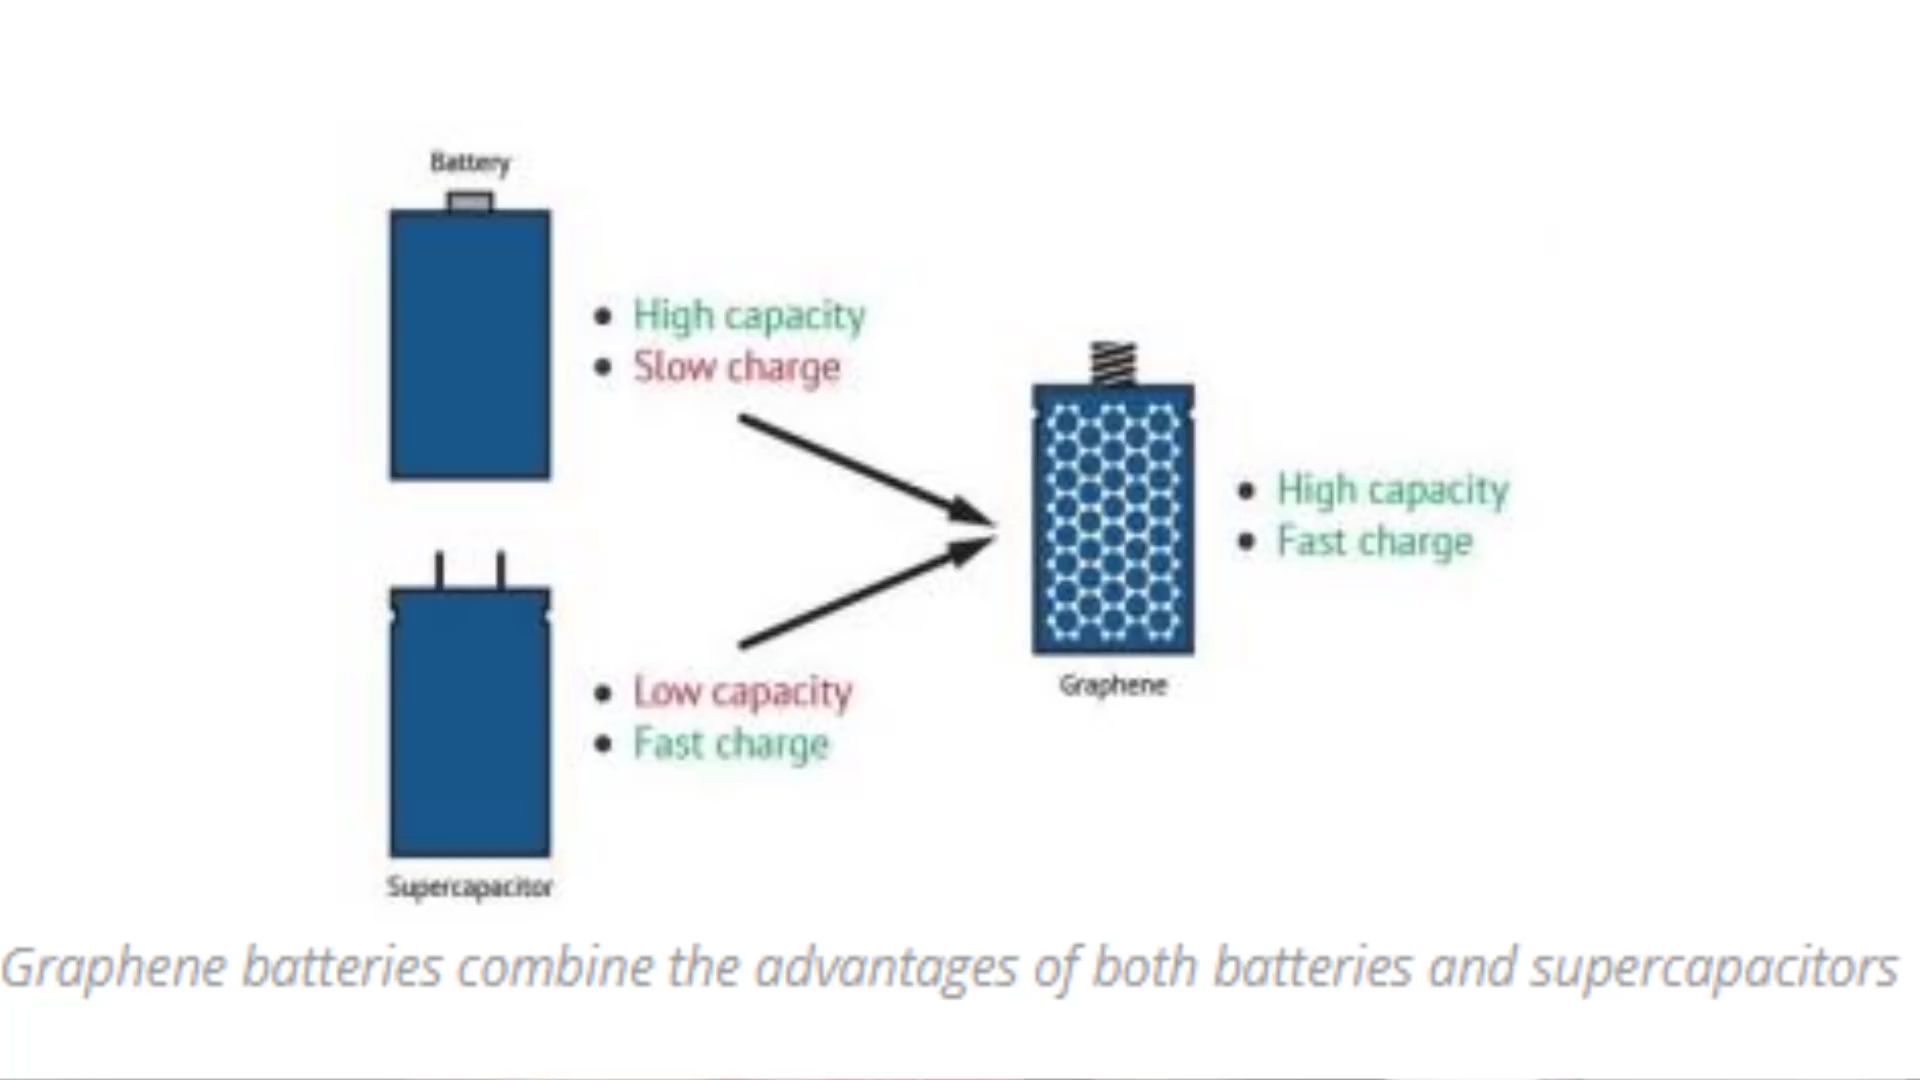 Battery
• High capacity
• Slow charge
Supercapacitor
• Low capacity
• Fast charge
Graphene
• High capacity
• Fast charge
Graphene batteries combine the advantages of both batteries and supercapacitors